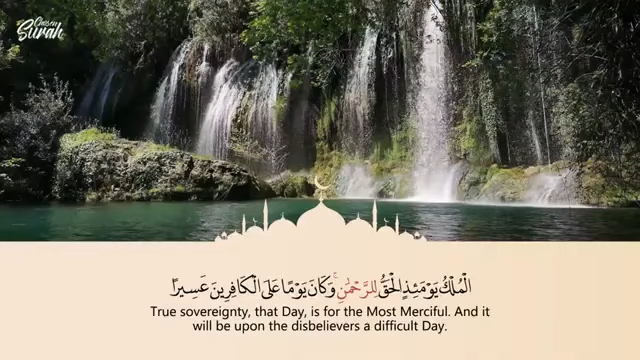 Chosen
Surah
الْمُلْكُ يَوْمَئِذٍ الْحَقُّ لِلرَّحْمَٰنِ ۚ وَكَانَ يَوْمًا عَلَى الْكَافِرِينَ عَسِيرًا
True sovereignty, that Day, is for the Most Merciful. And it
will be upon the disbelievers a difficult Day.